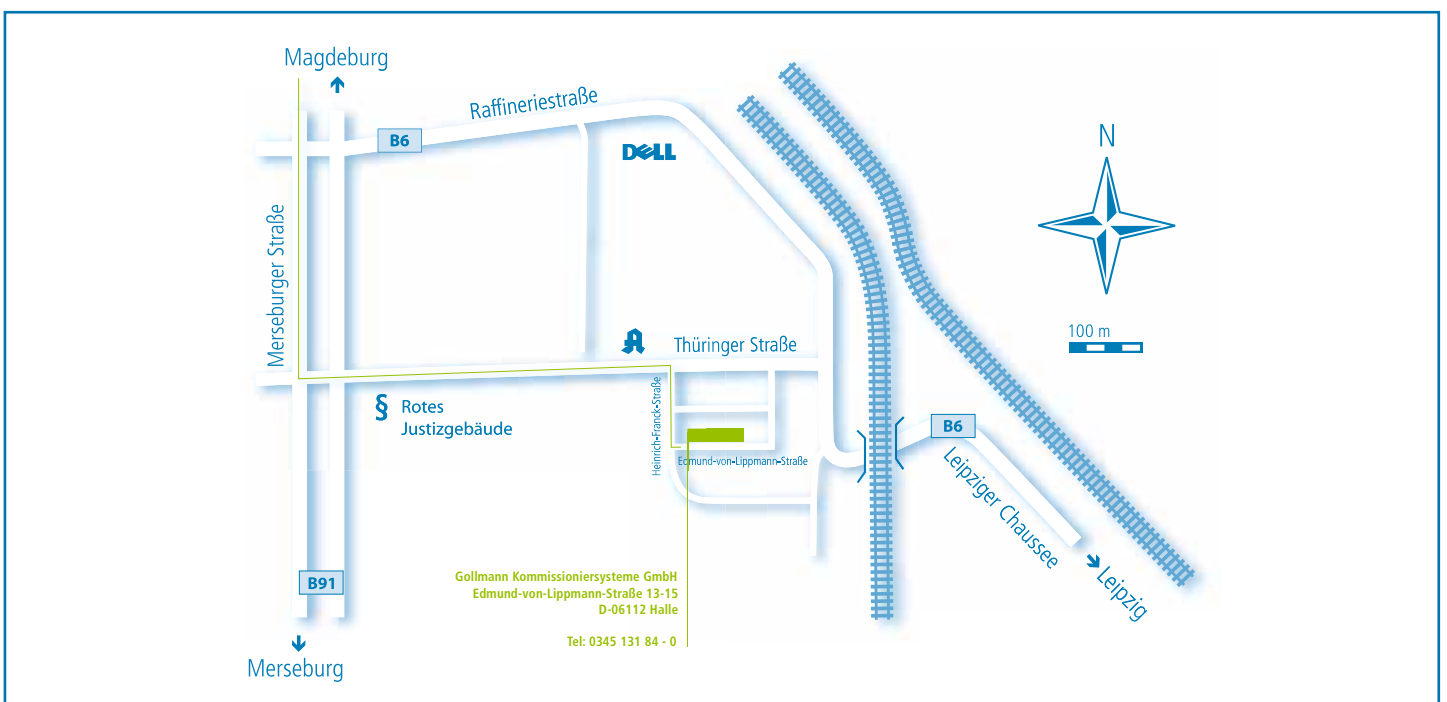 Magdeburg
Raffineriestraße
B6
DELL
N
Merseburger Straße
100 m
Thüringer Straße
Heinrich-Franck-Straße
§ Rotes
Justizgebäude
B6
Edmund-von-Lippmann-Straße
Leipziger Chaussee
Leipzig
B91
Gollmann Kommissioniersysteme GmbH
Edmund-von-Lippmann-Straße 13-15
D-06112 Halle
Tel: 0345 131 84 - 0
Merseburg